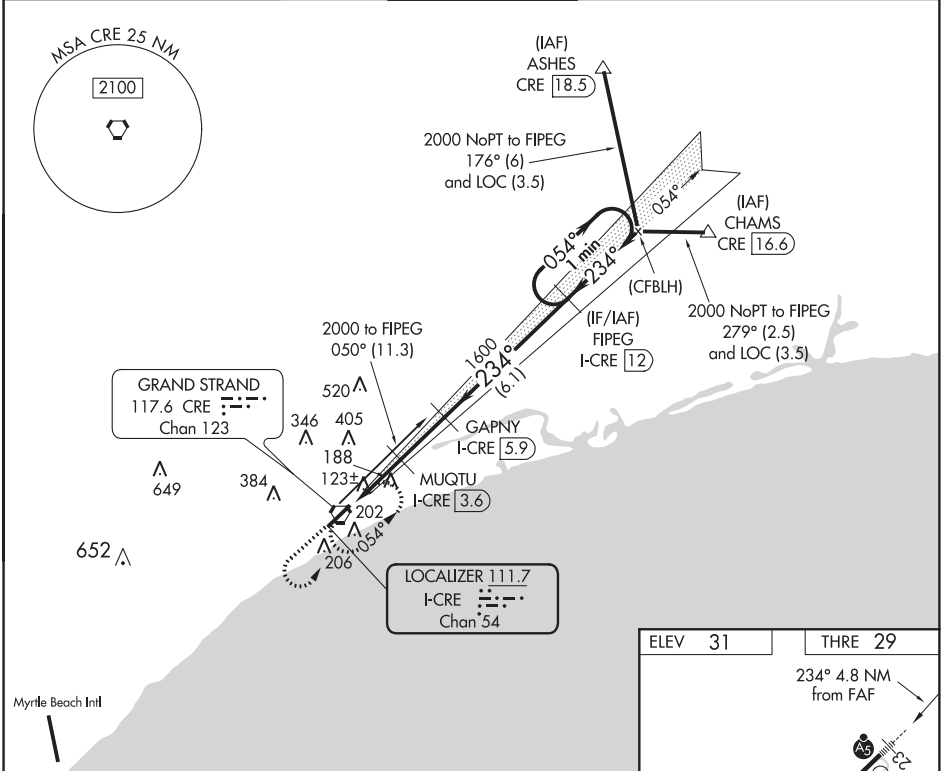 MSA CRE 25 NM
2100
(IAF)
ASHES
CRE 18.5
2000 NoPT to FIPEG
176° (6)
and LOC (3.5)
054°
(IAF)
CHAMS
CRE 16.6
054°
1 min
234°
(CFBLH)
2000 NoPT to FIPEG
279° (2.5)
and LOC (3.5)
(IF/IAF)
FIPEG
I-CRE 12
2000 to FIPEG
050° (11.3)
1600
234°
(6.1)
GRAND STRAND
117.6 CRE
Chan 123
520
346
405
GAPNY
I-CRE 5.9
188
123±
MUQTU
I-CRE 3.6
649
384
202
054°
652
206
LOCALIZER 111.7
I-CRE
Chan 54
ELEV 31
THRE 29
234° 4.8 NM
from FAF
A5
23
Myrtle Beach Intl